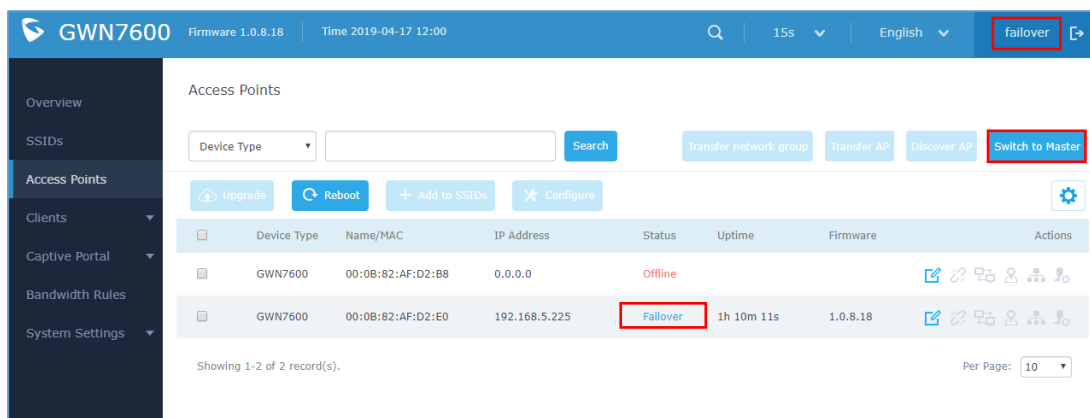 GWN7600 Firmware 1.0.8.18 Time 2019-04-17 12:00 15s English failover
Overview
SSIDs
Access Points
Clients
Captive Portal
Bandwidth Rules
System Settings
Access Points
Device Type Search Transfer network group Transfer AP Discover AP Switch to Master
Upgrade Reboot + Add to SSIDs Configure
Device Type Name/MAC IP Address Status Uptime Firmware Actions
GWN7600 00:0B:82:AF:D2:B8 0.0.0.0 Offline
GWN7600 00:0B:82:AF:D2:E0 192.168.5.225 Failover 1h 10m 11s 1.0.8.18
Showing 1-2 of 2 record(s). Per Page: 10